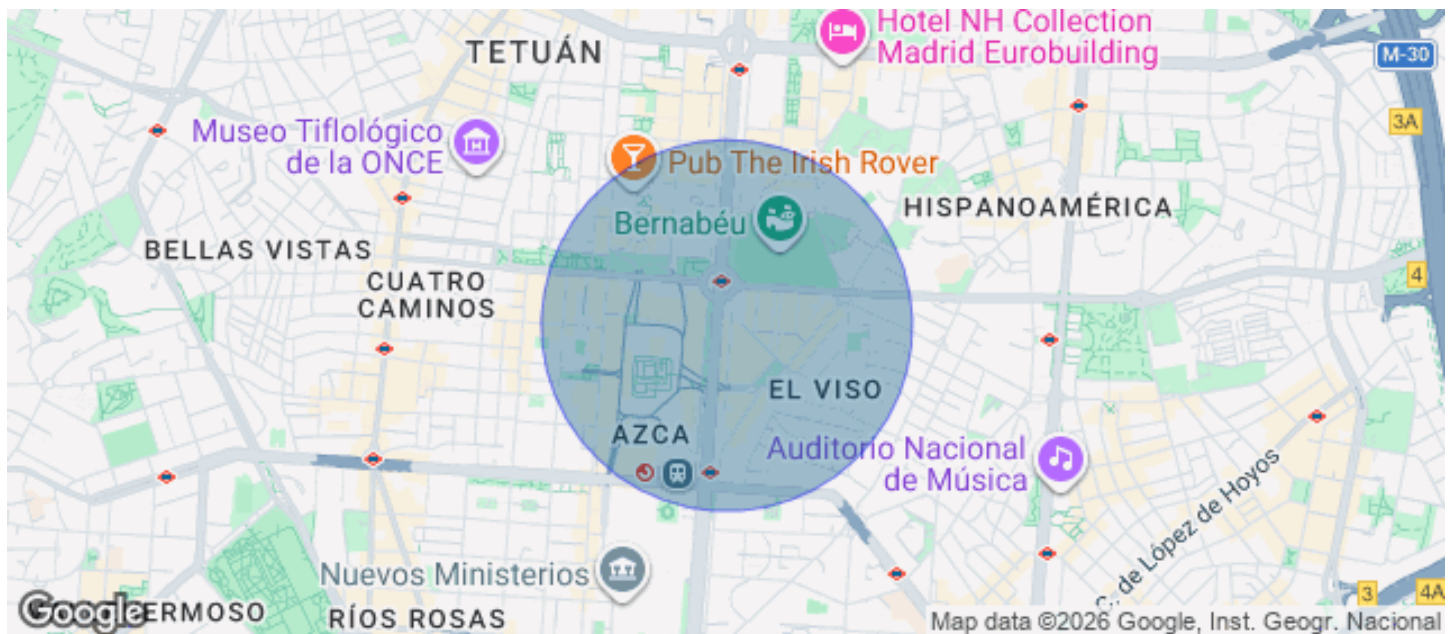 Hotel NH Collection
Madrid Eurobuilding
TETUÁN
M-30
3A
Museo Tiflológico
de la ONCE
Pub The Irish Rover
HISPANOAMÉRICA
Bernabéu
BELLAS VISTAS
4
CUATRO
CAMINOS
EL VISO
AZCA
Auditorio Nacional
de Música
C. de López de Hoyos
Nuevos Ministerios
3
4A
Google
RÍOS ROSAS
Map data ©2026 Google, Inst. Geogr. Nacional